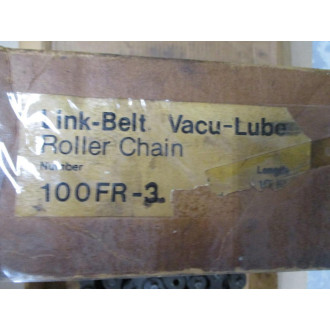 Link-Belt Vacu-Lube
Roller Chain
Number
Length
100FR-3